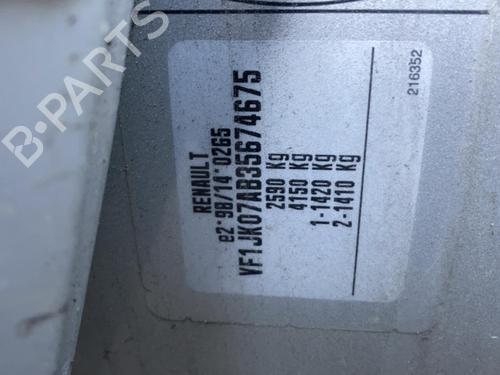 RENAULT
e2*98/14*0265
VF1JK07AB35674675
2590 Kg
4150 Kg
1-1420 Kg
2-1410 Kg
216352
B-PARTS